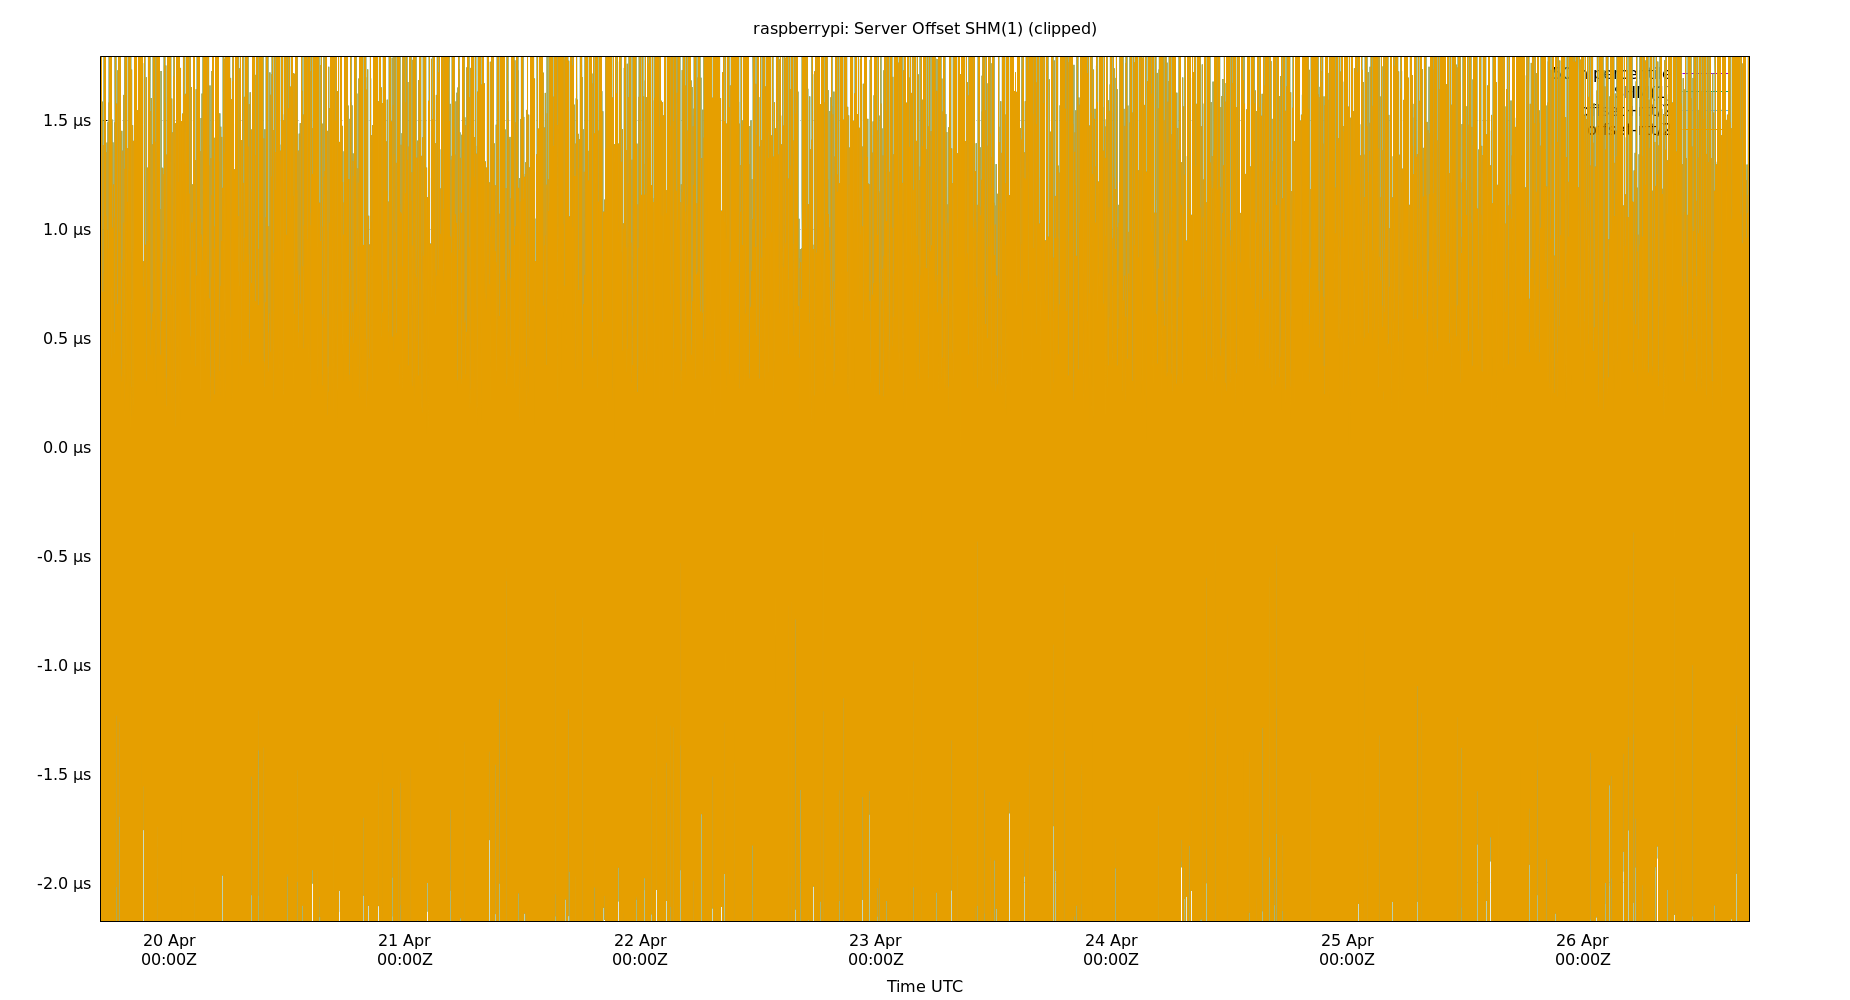 raspberrypi: Server Offset SHM(1) (clipped)
1.5 µs
1.0 µs
0.5 µs
0.0 µs
-0.5 µs
-1.0 µs
-1.5 µs
-2.0 µs
20 Apr
00:00Z
21 Apr
00:00Z
22 Apr
00:00Z
23 Apr
00:00Z
24 Apr
00:00Z
25 Apr
00:00Z
26 Apr
00:00Z
Time UTC